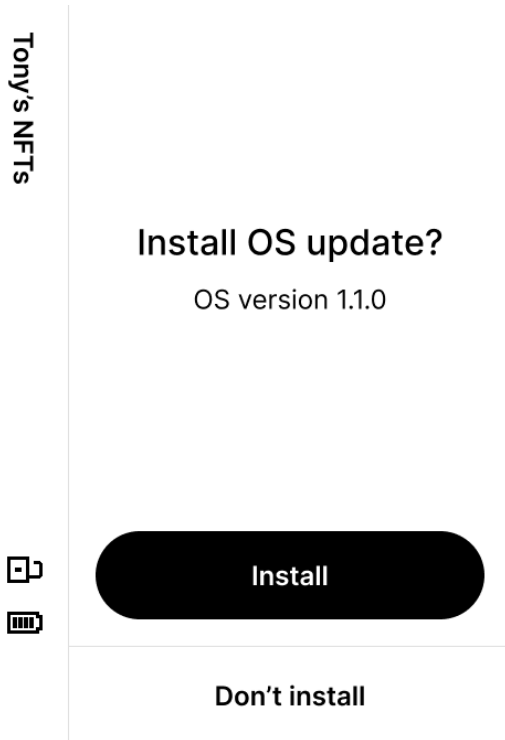 Tony’s NFTs
Install OS update?
OS version 1.1.0
Install
Don’t install